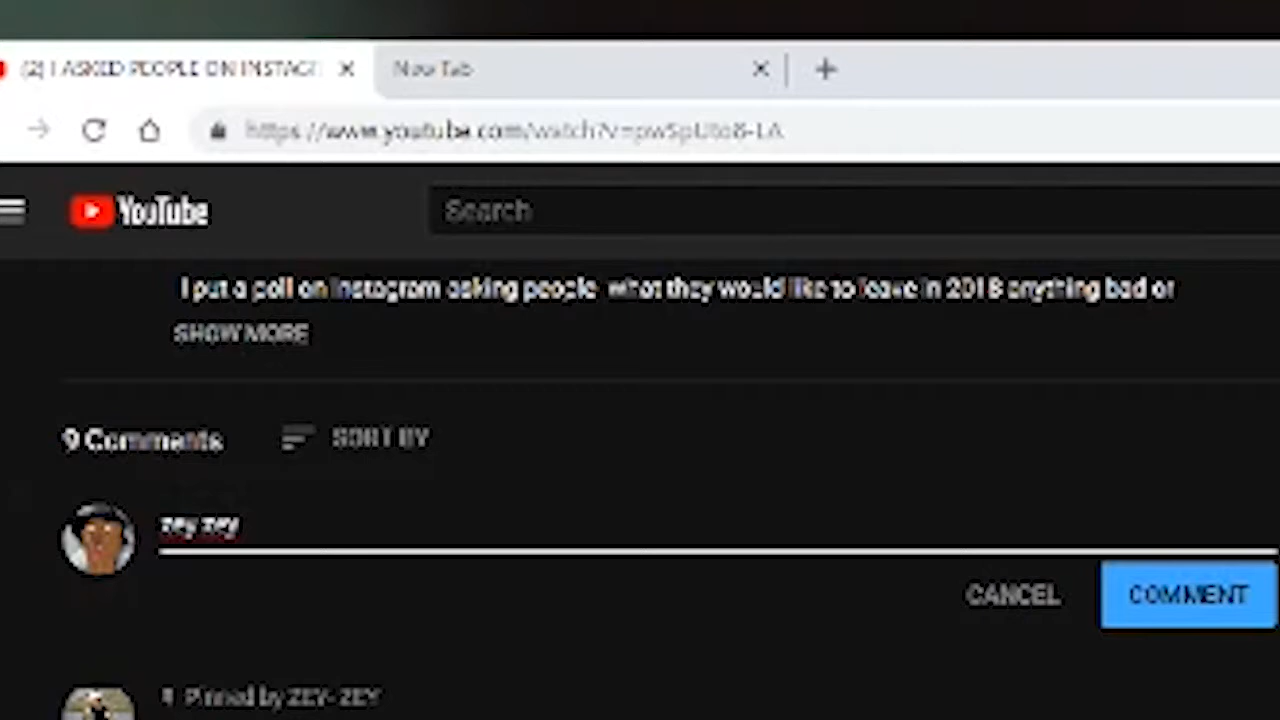 (2) I ASKED PEOPLE ON INSTAG
New Tab
https://www.youtube.com/watch?v=
YouTube
Search
I put a poll on Instagram asking people what they would like to leave in 2018 anything bad or
SHOW MORE
9 Comments
SORT BY
zey zey
CANCEL
COMMENT
Pinned by ZEY- ZEY